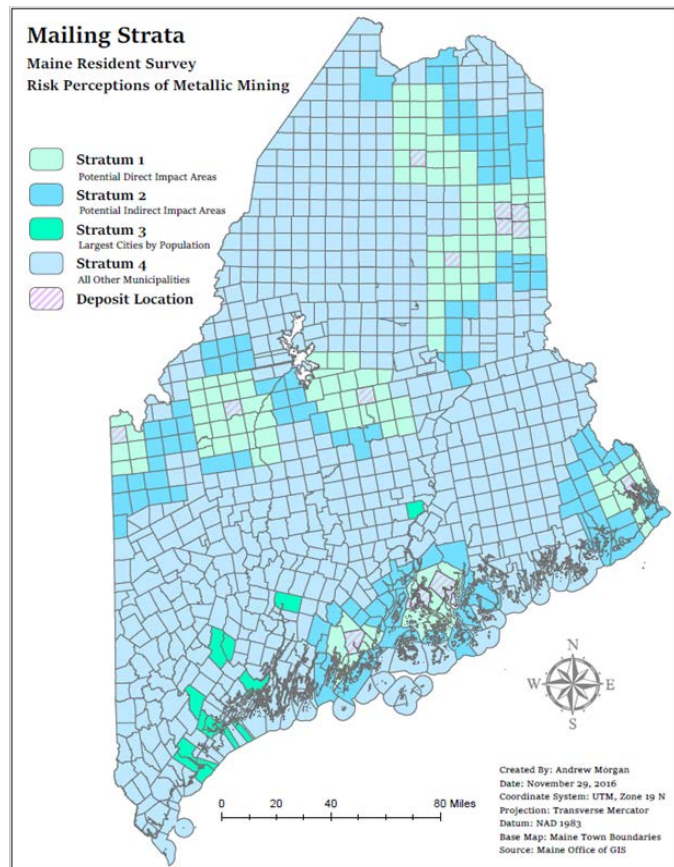 Mailing Strata
Maine Resident Survey
Risk Perceptions of Metallic Mining
Stratum 1
Potential Direct Impact Areas
Stratum 2
Potential Indirect Impact Areas
Stratum 3
Largest Cities by Population
Stratum 4
All Other Municipalities
Deposit Location
N
W E
S
0 20 40 80 Miles
Created By: Andrew Morgan
Date: November 29, 2016
Coordinate System: UTM, Zone 19 N
Projection: Transverse Mercator
Datum: NAD 1983
Base Map: Maine Town Boundaries
Source: Maine Office of GIS